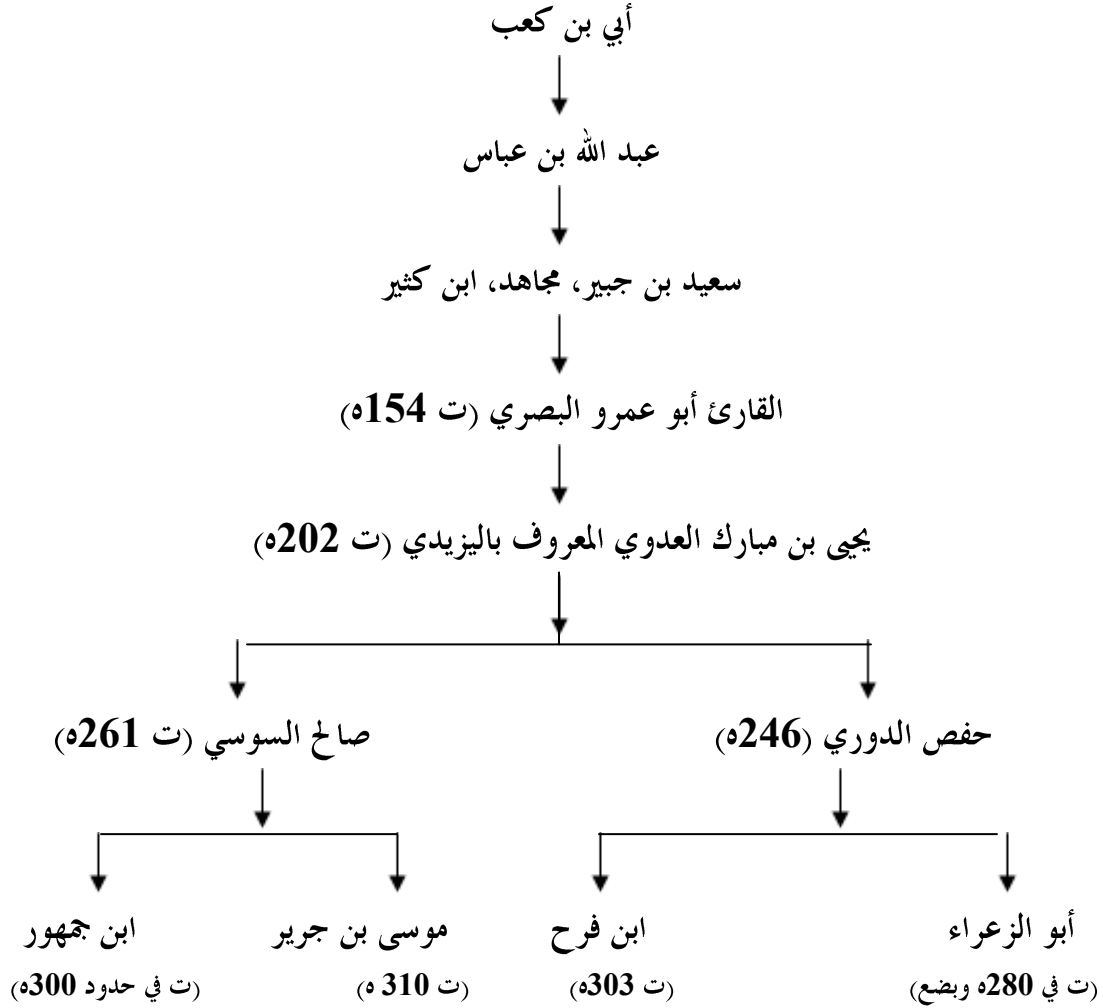 أبي بن كعب
عبد الله بن عباس
سعيد بن جبير، مجاهد، ابن كثير
القارئ أبو عمرو البصري (ت 154ه)
يحيى بن مبارك العدوي المعروف باليزيدي (ت 202ه)
حفص الدوري (246ه) صالح السوسي (ت 261ه)
أبو الزعراء ابن فرح موسى بن جرير ابن جمهور
(ت في 280ه وبضع) (ت 303ه) (ت 310 ه) (ت في حدود 300ه)